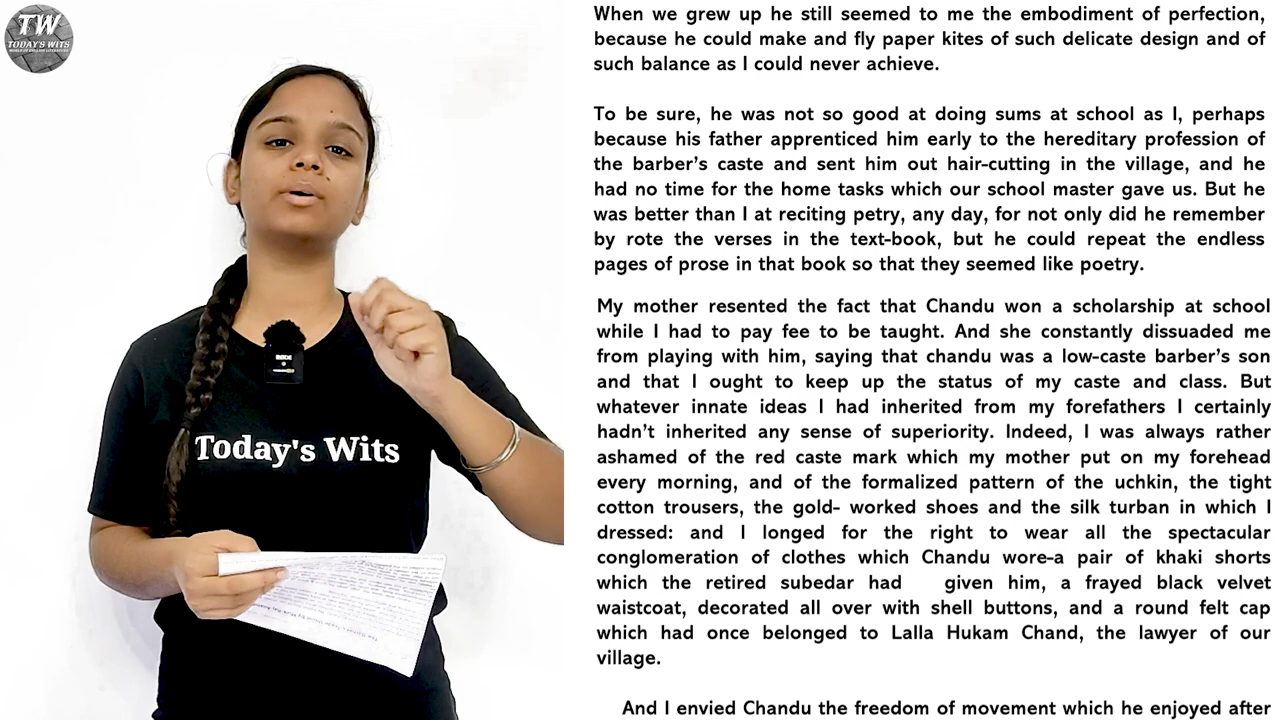 TW
TODAY'S WITS
When we grew up he still seemed to me the embodiment of perfection,
because he could make and fly paper kites of such delicate design and of
such balance as I could never achieve.
To be sure, he was not so good at doing sums at school as I, perhaps
because his father apprenticed him early to the hereditary profession of
the barber's caste and sent him out hair-cutting in the village, and he
had no time for the home tasks which our school master gave us. But he
was better than I at reciting petry, any day, for not only did he remember
by rote the verses in the text-book, but he could repeat the endless
pages of prose in that book so that they seemed like poetry.
My mother resented the fact that Chandu won a scholarship at school
while I had to pay fee to be taught. And she constantly dissuaded me
from playing with him, saying that chandu was a low-caste barber's son
and that I ought to keep up the status of my caste and class. But
whatever innate ideas I had inherited from my forefathers I certainly
hadn't inherited any sense of superiority. Indeed, I was always rather
ashamed of the red caste mark which my mother put on my forehead
every morning, and of the formalized pattern of the uchkin, the tight
cotton trousers, the gold- worked shoes and the silk turban in which I
dressed: and I longed for the right to wear all the spectacular
conglomeration of clothes which Chandu wore-a pair of khaki shorts
which the retired subedar had given him, a frayed black velvet
waistcoat, decorated all over with shell buttons, and a round felt cap
which had once belonged to Lalla Hukam Chand, the lawyer of our
village.
And I envied Chandu the freedom of movement which he enjoyed after
RODE
Today's Wits